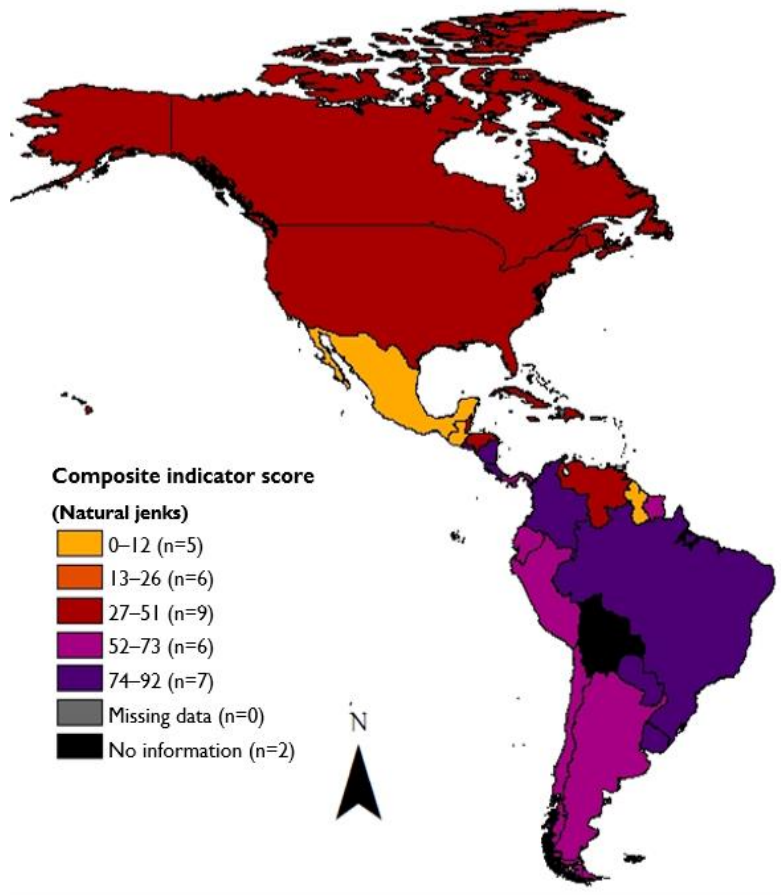 Composite indicator score
(Natural jenks)
0–12 (n=5)
13–26 (n=6)
27–51 (n=9)
52–73 (n=6)
74–92 (n=7)
Missing data (n=0)
No information (n=2)
N